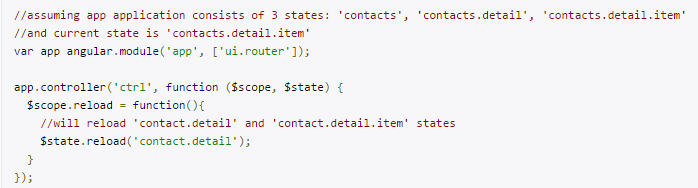 //assuming app application consists of 3 states: 'contacts', 'contacts.detail', 'contacts.detail.item'
//and current state is 'contacts.detail.item'
var app angular.module('app', ['ui.router']);

app.controller('ctrl', function ($scope, $state) {
  $scope.reload = function(){
    //will reload 'contact.detail' and 'contact.detail.item' states
    $state.reload('contact.detail');
  }
});